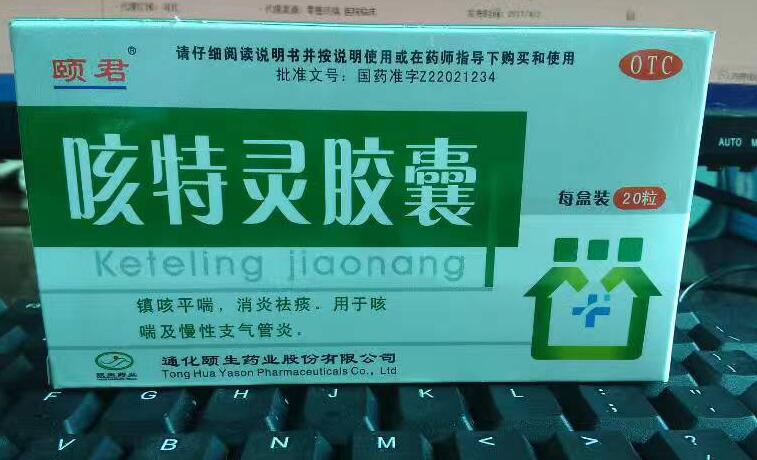 颐君®
请仔细阅读说明书并按说明使用或在药师指导下购买和使用
批准文号：国药准字Z22021234
OTC
咳特灵胶囊
每盒装 20粒
Keteling jiaonang
镇咳平喘，消炎祛痰。用于咳
喘及慢性支气管炎。
通化颐生药业股份有限公司
Tong Hua Yason Pharmaceuticals Co., Ltd
AUTO
F G H J K L
V B N M < >